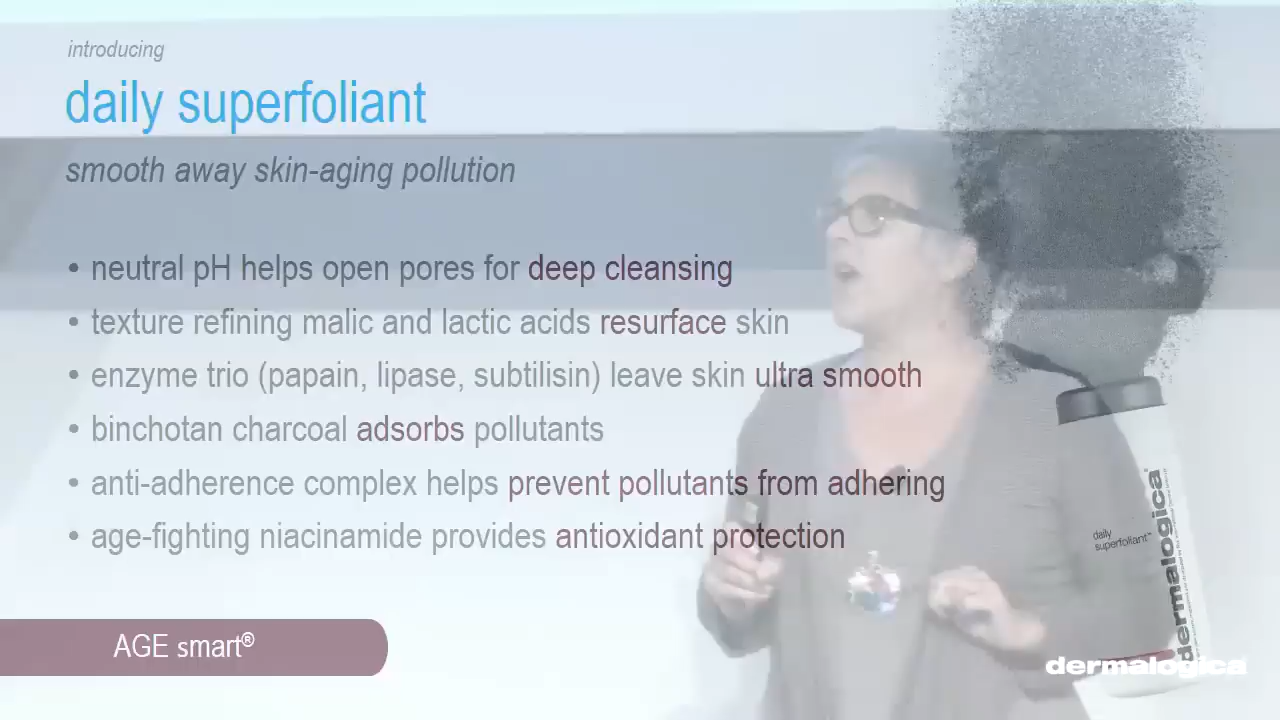 introducing
daily superfoliant
smooth away skin-aging pollution
• neutral pH helps open pores for deep cleansing
• texture refining malic and lactic acids resurface skin
• enzyme trio (papain, lipase, subtilisin) leave skin ultra smooth
• binchotan charcoal adsorbs pollutants
• anti-adherence complex helps prevent pollutants from adhering
• age-fighting niacinamide provides antioxidant protection
AGE smart®
daily
superfoliant™
dermalogica®
dermalogica